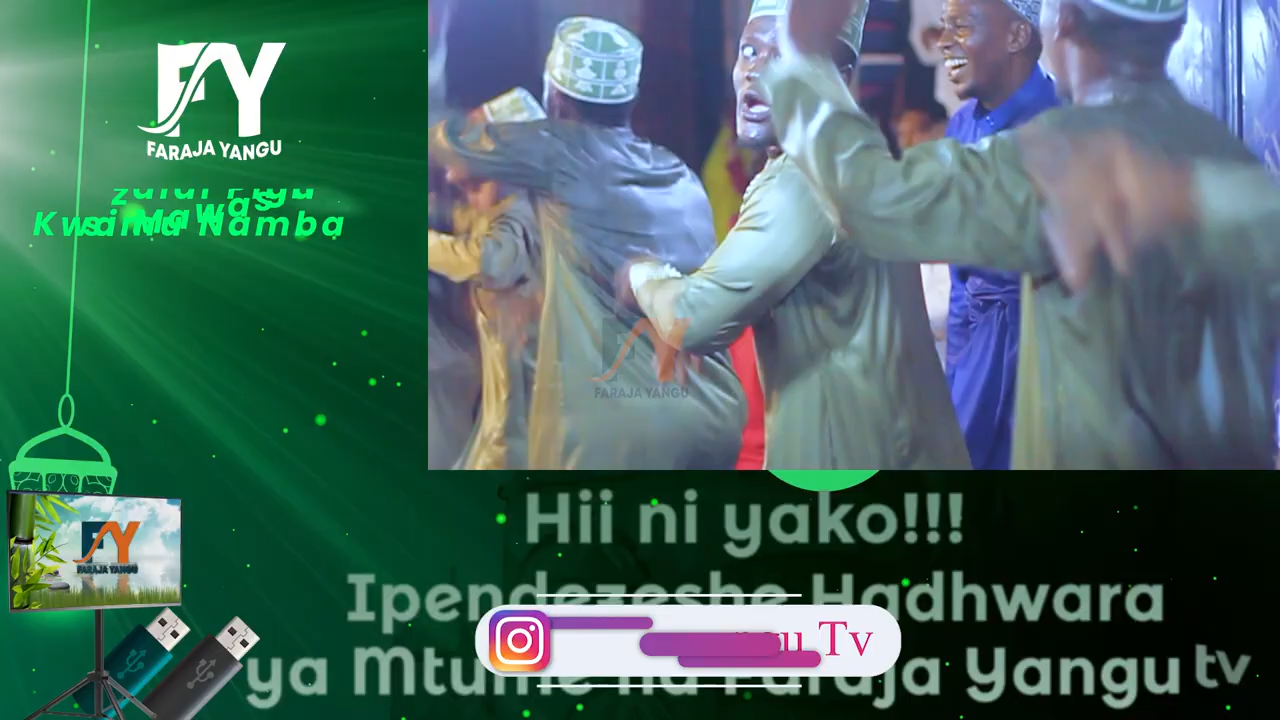 FY
FARAJA YANGU
Kwa Namba
FARAJA YANGU
FY
FARAJA YANGU
Hii ni yako!!!
Ipendezeshe Hadhwara
Tv
ya Mtume na Faraja Yangu tv